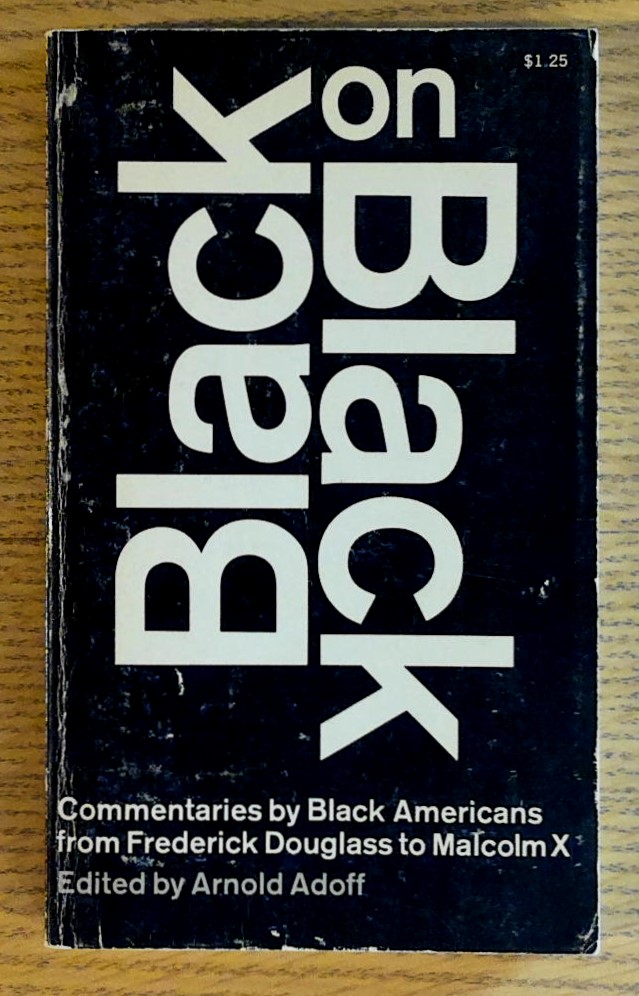 $1.25
Black
on
Black
Commentaries by Black Americans
from Frederick Douglass to Malcolm X
Edited by Arnold Adoff